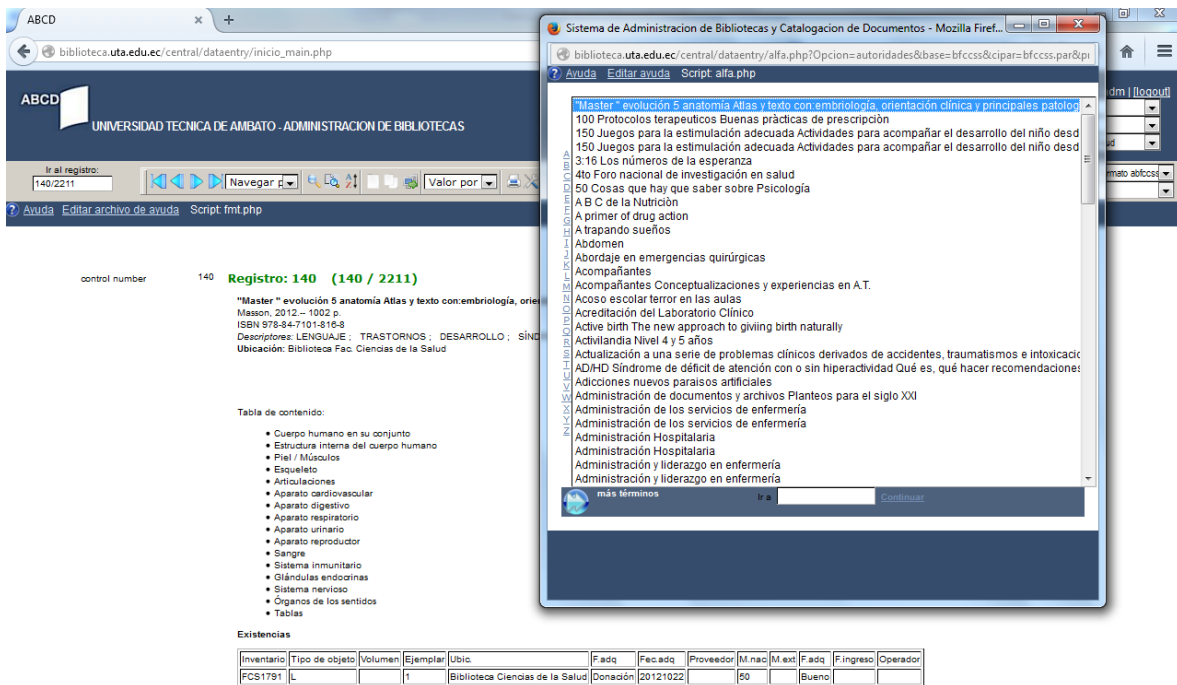 ABCD
biblioteca.uta.edu.ec/central/dataentry/inicio_main.php
ABCD
UNIVERSIDAD TECNICA DE AMBATO - ADMINISTRACION DE BIBLIOTECAS
[logout]
Ir al registro:
140/2211
Navegar
Valor por
Ayuda Editar archivo de ayuda Script: fmt.php
control number 140 Registro: 140 (140 / 2211)
"Master " evolución 5 anatomía Atlas y texto con:embriología,
Masson, 2012.-- 1002 p.
ISBN 978-84-7101-816-8
Descriptores: LENGUAJE ; TRASTORNOS ; DESARROLLO ;
Ubicación: Biblioteca Fac. Ciencias de la Salud
Tabla de contenido:
Cuerpo humano en su conjunto
Estructura interna del cuerpo humano
Piel / Músculos
Esqueleto
Articulaciones
Aparato cardiovascular
Aparato digestivo
Aparato respiratorio
Aparato urinario
Aparato reproductor
Sangre
Sistema inmunitario
Glándulas endocrinas
Sistema nervioso
Órganos de los sentidos
Tablas
Existencias
Inventario Tipo de objeto Volumen Ejemplar Ubic. F.adq Fec.adq Proveedor M.nac M.ext F.adq F.ingreso Operador
FCS1791 L 1 Biblioteca Ciencias de la Salud Donación 20121022 50 Bueno
Sistema de Administracion de Bibliotecas y Catalogacion de Documentos - Mozilla Firef...
biblioteca.uta.edu.ec/central/dataentry/alfa.php?Opcion=autoridades&base=bfccss&cipar=bfccss.par&pr
Ayuda Editar ayuda Script: alfa.php
A
B
C
D
E
F
G
H
I
J
K
L
M
N
O
P
Q
R
S
T
U
V
W
X
Y
Z
"Master " evolución 5 anatomía Atlas y texto con:embriología, orientación clínica y principales patolog
100 Protocolos terapeuticos Buenas pràcticas de prescripciòn
150 Juegos para la estimulación adecuada Actividades para acompañar el desarrollo del niño desd
150 Juegos para la estimulación adecuada Actividades para acompañar el desarrollo del niño desd
3:16 Los números de la esperanza
4to Foro nacional de investigación en salud
50 Cosas que hay que saber sobre Psicología
A B C de la Nutriciòn
A primer of drug action
A trapando sueños
Abdomen
Abordaje en emergencias quirúrgicas
Acompañantes
Acompañantes Conceptualizaciones y experiencias en A.T.
Acoso escolar terror en las aulas
Acreditación del Laboratorio Clínico
Active birth The new approach to giviing birth naturally
Activilandia Nivel 4 y 5 años
Actualización a una serie de problemas clínicos derivados de accidentes, traumatismos e intoxicacio
AD/HD Síndrome de déficit de atención con o sin hiperactividad Qué es, qué hacer recomendaciones
Adicciones nuevos paraisos artificiales
Administración de documentos y archivos Planteos para el siglo XXI
Administración de los servicios de enfermería
Administración de los servicios de enfermería
Administración Hospitalaria
Administración Hospitalaria
Administración y liderazgo en enfermería
Administración y liderazgo en enfermería
más términos Ir a Continuar